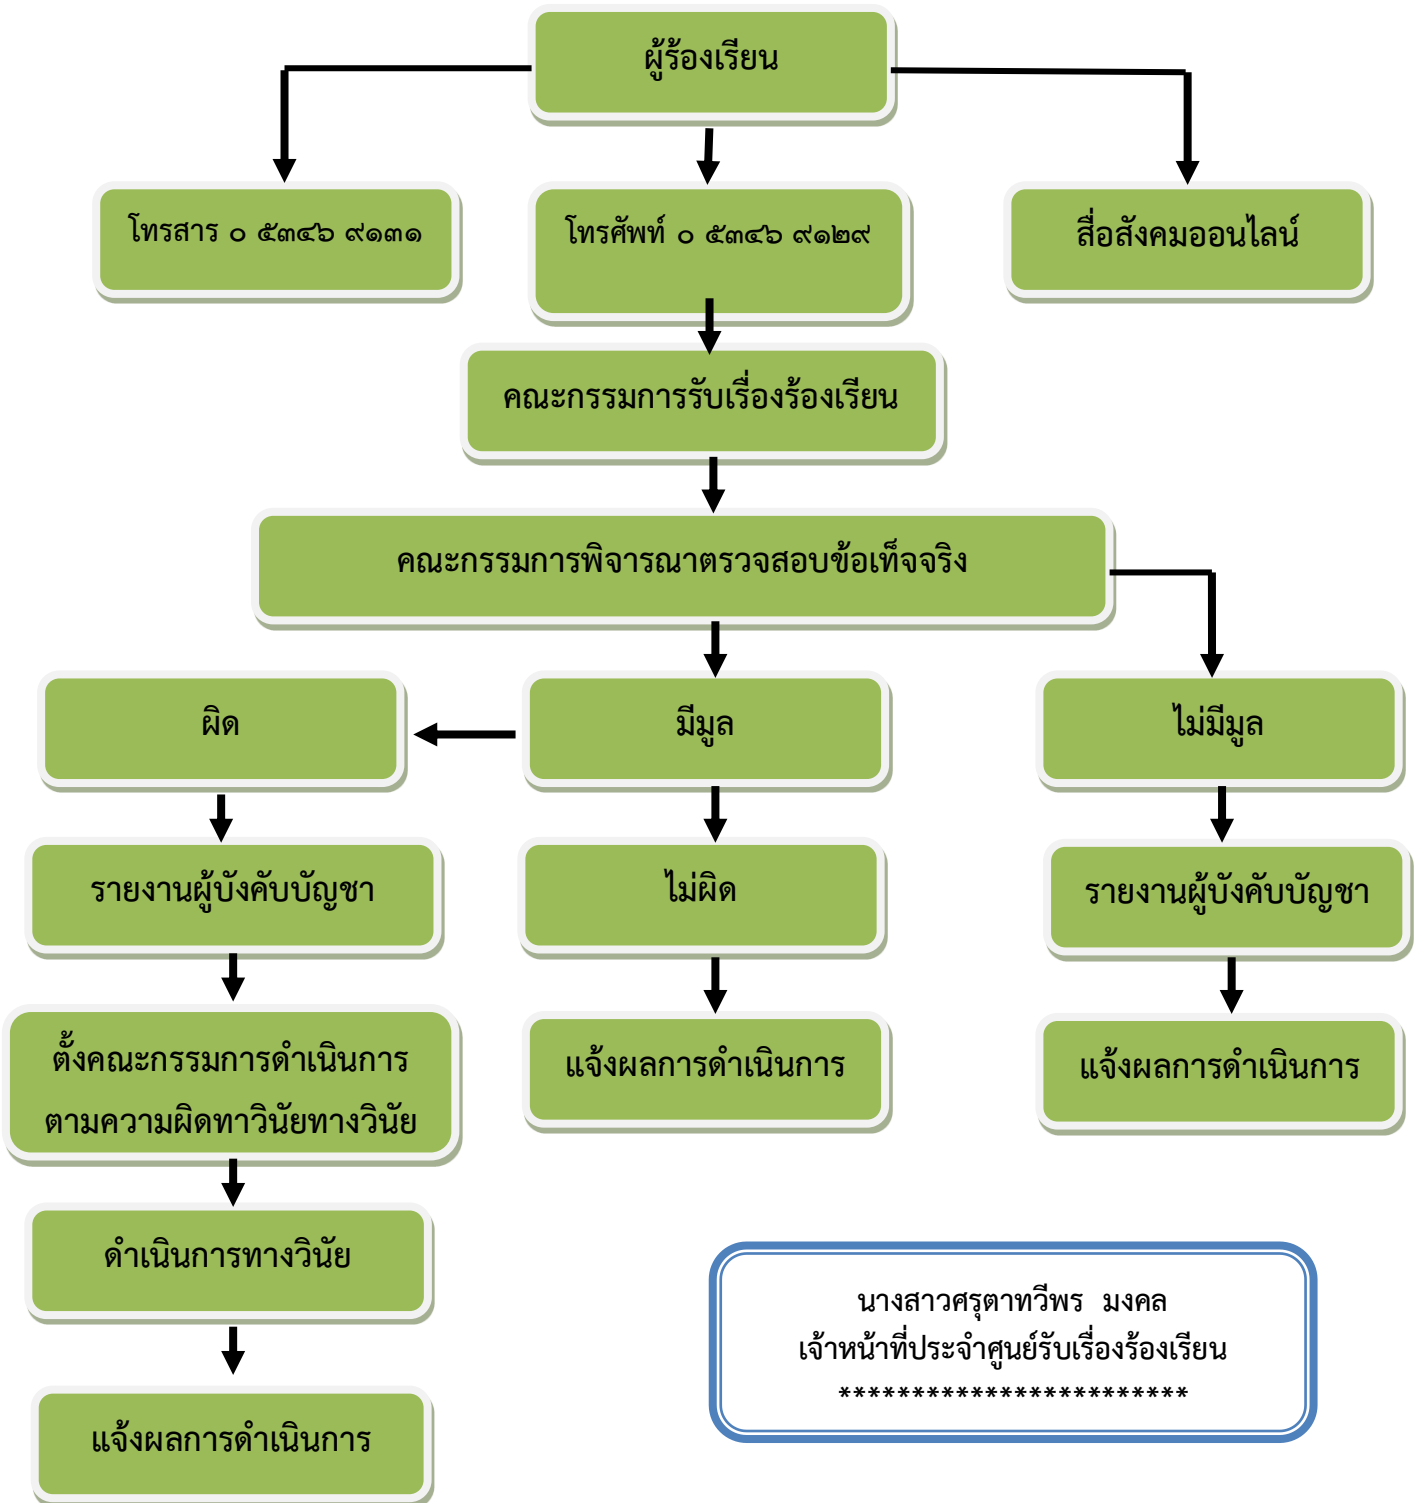 ผู้ร้องเรียน
โทรสาร ๐ ๕๓๔๖ ๙๑๓๑
โทรศัพท์ ๐ ๕๓๔๖ ๙๑๒๙
สื่อสังคมออนไลน์
คณะกรรมการรับเรื่องร้องเรียน
คณะกรรมการพิจารณาตรวจสอบข้อเท็จจริง
ผิด
มีมูล
ไม่มีมูล
รายงานผู้บังคับบัญชา
ไม่ผิด
รายงานผู้บังคับบัญชา
ตั้งคณะกรรมการดำเนินการ
ตามความผิดทาวินัยทางวินัย
แจ้งผลการดำเนินการ
แจ้งผลการดำเนินการ
ดำเนินการทางวินัย
แจ้งผลการดำเนินการ
นางสาวศรุตาทวีพร มงคล
เจ้าหน้าที่ประจำศูนย์รับเรื่องร้องเรียน
************************